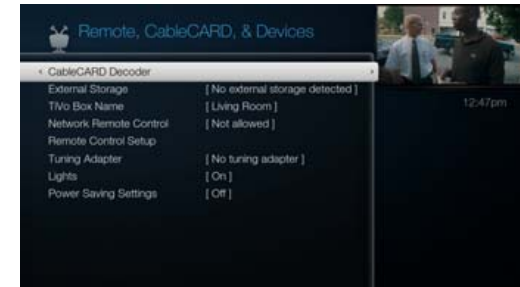 Remote, CableCARD, & Devices
CableCARD Decoder
External Storage [ No external storage detected ]
TiVo Box Name [ Living Room ]
12:47pm
Network Remote Control [ Not allowed ]
Remote Control Setup
Tuning Adapter [ No tuning adapter ]
Lights [ On ]
Power Saving Settings [ Off ]